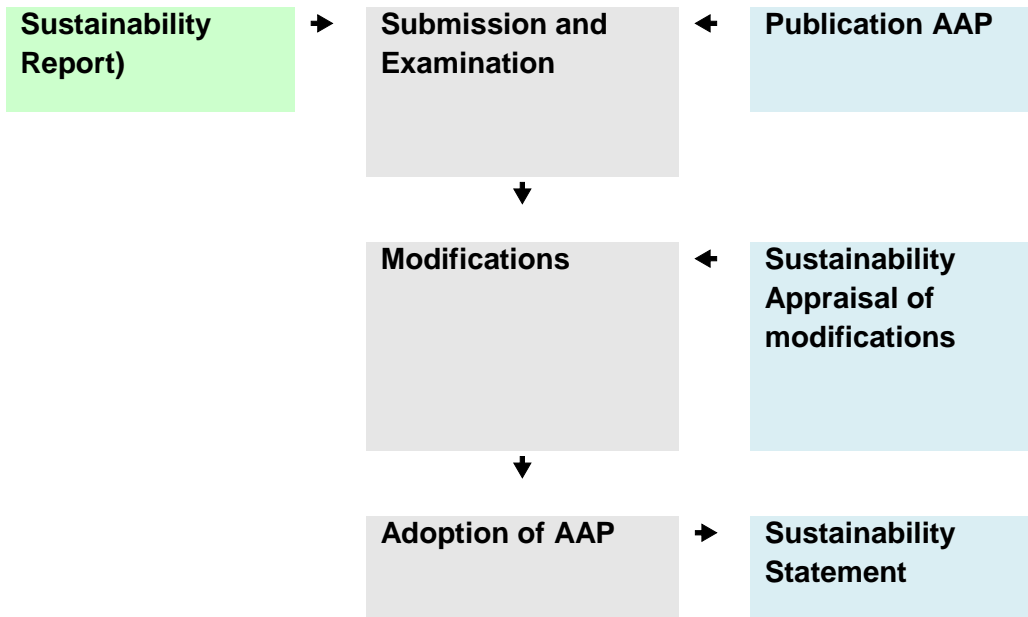 Sustainability
Report)
Submission and
Examination
Publication AAP
Modifications
Sustainability
Appraisal of
modifications
Adoption of AAP
Sustainability
Statement